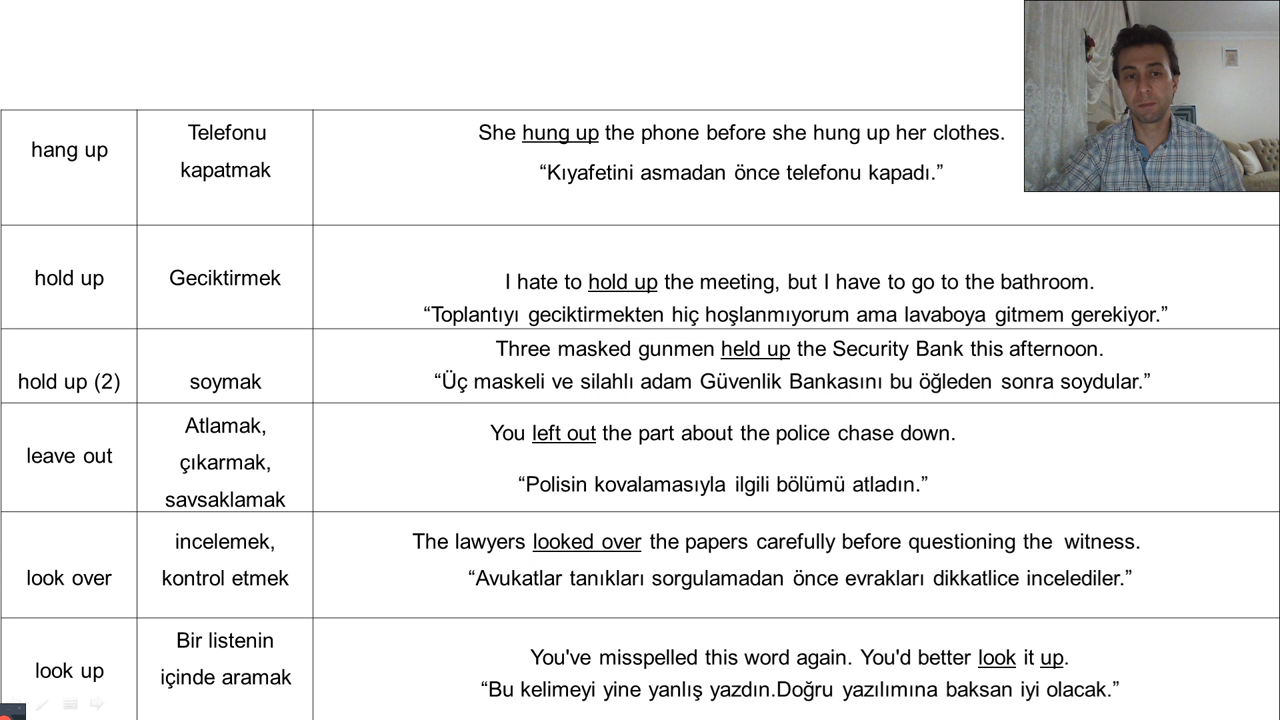 hang up
Telefonu
kapatmak
She hung up the phone before she hung up her clothes.
“Kıyafetini asmadan önce telefonu kapadı.”
hold up
Geciktirmek
I hate to hold up the meeting, but I have to go to the bathroom.
“Toplantıyı geciktirmekten hiç hoşlanmıyorum ama lavaboya gitmem gerekiyor.”
hold up (2)
soymak
Three masked gunmen held up the Security Bank this afternoon.
“Üç maskeli ve silahlı adam Güvenlik Bankasını bu öğleden sonra soydular.”
leave out
Atlamak,
çıkarmak,
savsaklamak
You left out the part about the police chase down.
“Polisin kovalamasıyla ilgili bölümü atladın.”
look over
incelemek,
kontrol etmek
The lawyers looked over the papers carefully before questioning the witness.
“Avukatlar tanıkları sorgulamadan önce evrakları dikkatlice incelediler.”
look up
Bir listenin
içinde aramak
You've misspelled this word again. You'd better look it up.
“Bu kelimeyi yine yanlış yazdın.Doğru yazılımına baksan iyi olacak.”